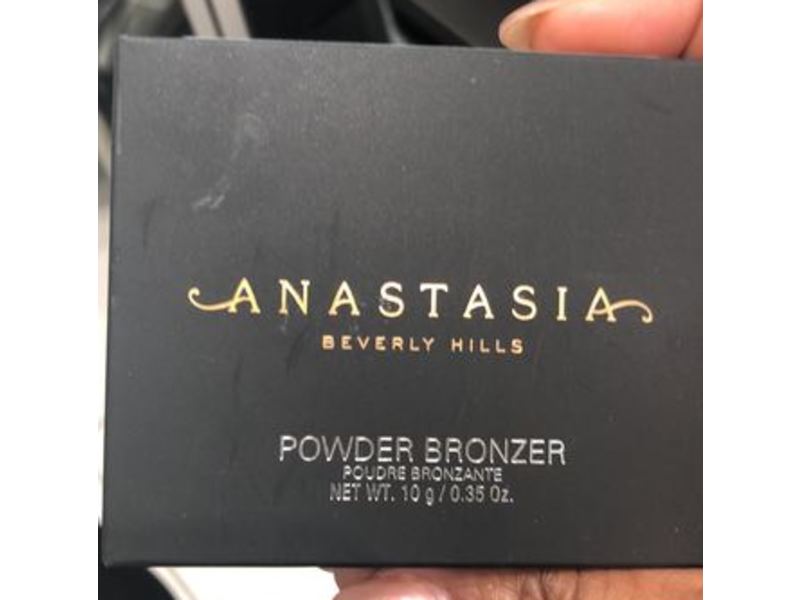 ANASTASIA
BEVERLY HILLS
POWDER BRONZER
POUDRE BRONZANTE
NET WT. 10 g / 0.35 Oz.